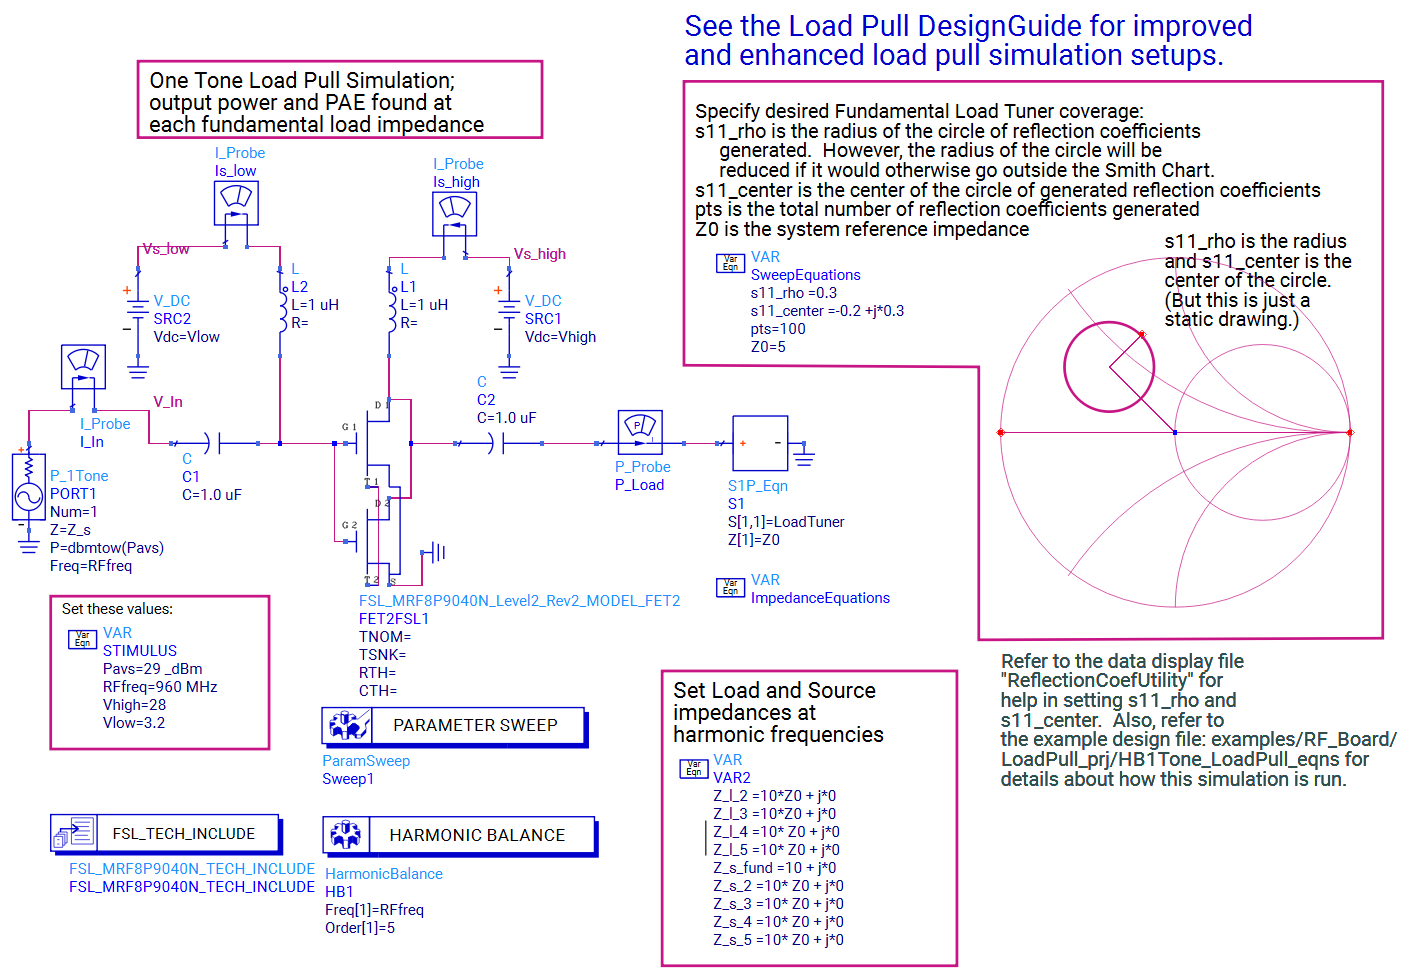 See the Load Pull DesignGuide for improved
and enhanced load pull simulation setups.
One Tone Load Pull Simulation;
output power and PAE found at
each fundamental load impedance
I_Probe
Is_low
I_Probe
Is_high
Vs_low
Vs_high
L
L2
L=1 uH
R=
L
L1
L=1 uH
R=
+
V_DC
SRC2
Vdc=Vlow
+
V_DC
SRC1
Vdc=Vhigh
V_In
I_Probe
I_In
C
C1
C=1.0 uF
C
C2
C=1.0 uF
+
P_1Tone
PORT1
Num=1
Z=Z_s
P=dbmtow(Pavs)
Freq=RFfreq
G 1
D 1
T 1
D 2
G 2
T 2
S
FSL_MRF8P9040N_Level2_Rev2_MODEL_FET2
FET2FSL1
TNOM=
TSNK=
RTH=
CTH=
P
P_Probe
P_Load
+ -
S1P_Eqn
S1
S[1,1]=LoadTuner
Z[1]=Z0
Var
Eqn
VAR
ImpedanceEquations
Specify desired Fundamental Load Tuner coverage:
s11_rho is the radius of the circle of reflection coefficients
generated. However, the radius of the circle will be
reduced if it would otherwise go outside the Smith Chart.
s11_center is the center of the circle of generated reflection coefficients
pts is the total number of reflection coefficients generated
Z0 is the system reference impedance
Var
Eqn
VAR
SweepEquations
s11_rho =0.3
s11_center =-0.2 +j*0.3
pts=100
Z0=5
s11_rho is the radius
and s11_center is the
center of the circle.
(But this is just a
static drawing.)
Refer to the data display file
"ReflectionCoefUtility" for
help in setting s11_rho and
s11_center. Also, refer to
the example design file: examples/RF_Board/
LoadPull_prj/HB1Tone_LoadPull_eqns for
details about how this simulation is run.
Set these values:
Var
Eqn
VAR
STIMULUS
Pavs=29 _dBm
RFfreq=960 MHz
Vhigh=28
Vlow=3.2
PARAMETER SWEEP
ParamSweep
Sweep1
FSL_TECH_INCLUDE
FSL_MRF8P9040N_TECH_INCLUDE
FSL_MRF8P9040N_TECH_INCLUDE
HARMONIC BALANCE
HarmonicBalance
HB1
Freq[1]=RFfreq
Order[1]=5
Set Load and Source
impedances at
harmonic frequencies
Var
Eqn
VAR
VAR2
Z_l_2 =10*Z0 + j*0
Z_l_3 =10*Z0 + j*0
Z_l_4 =10* Z0 + j*0
Z_l_5 =10* Z0 + j*0
Z_s_fund =10 + j*0
Z_s_2 =10* Z0 + j*0
Z_s_3 =10* Z0 + j*0
Z_s_4 =10* Z0 + j*0
Z_s_5 =10* Z0 + j*0